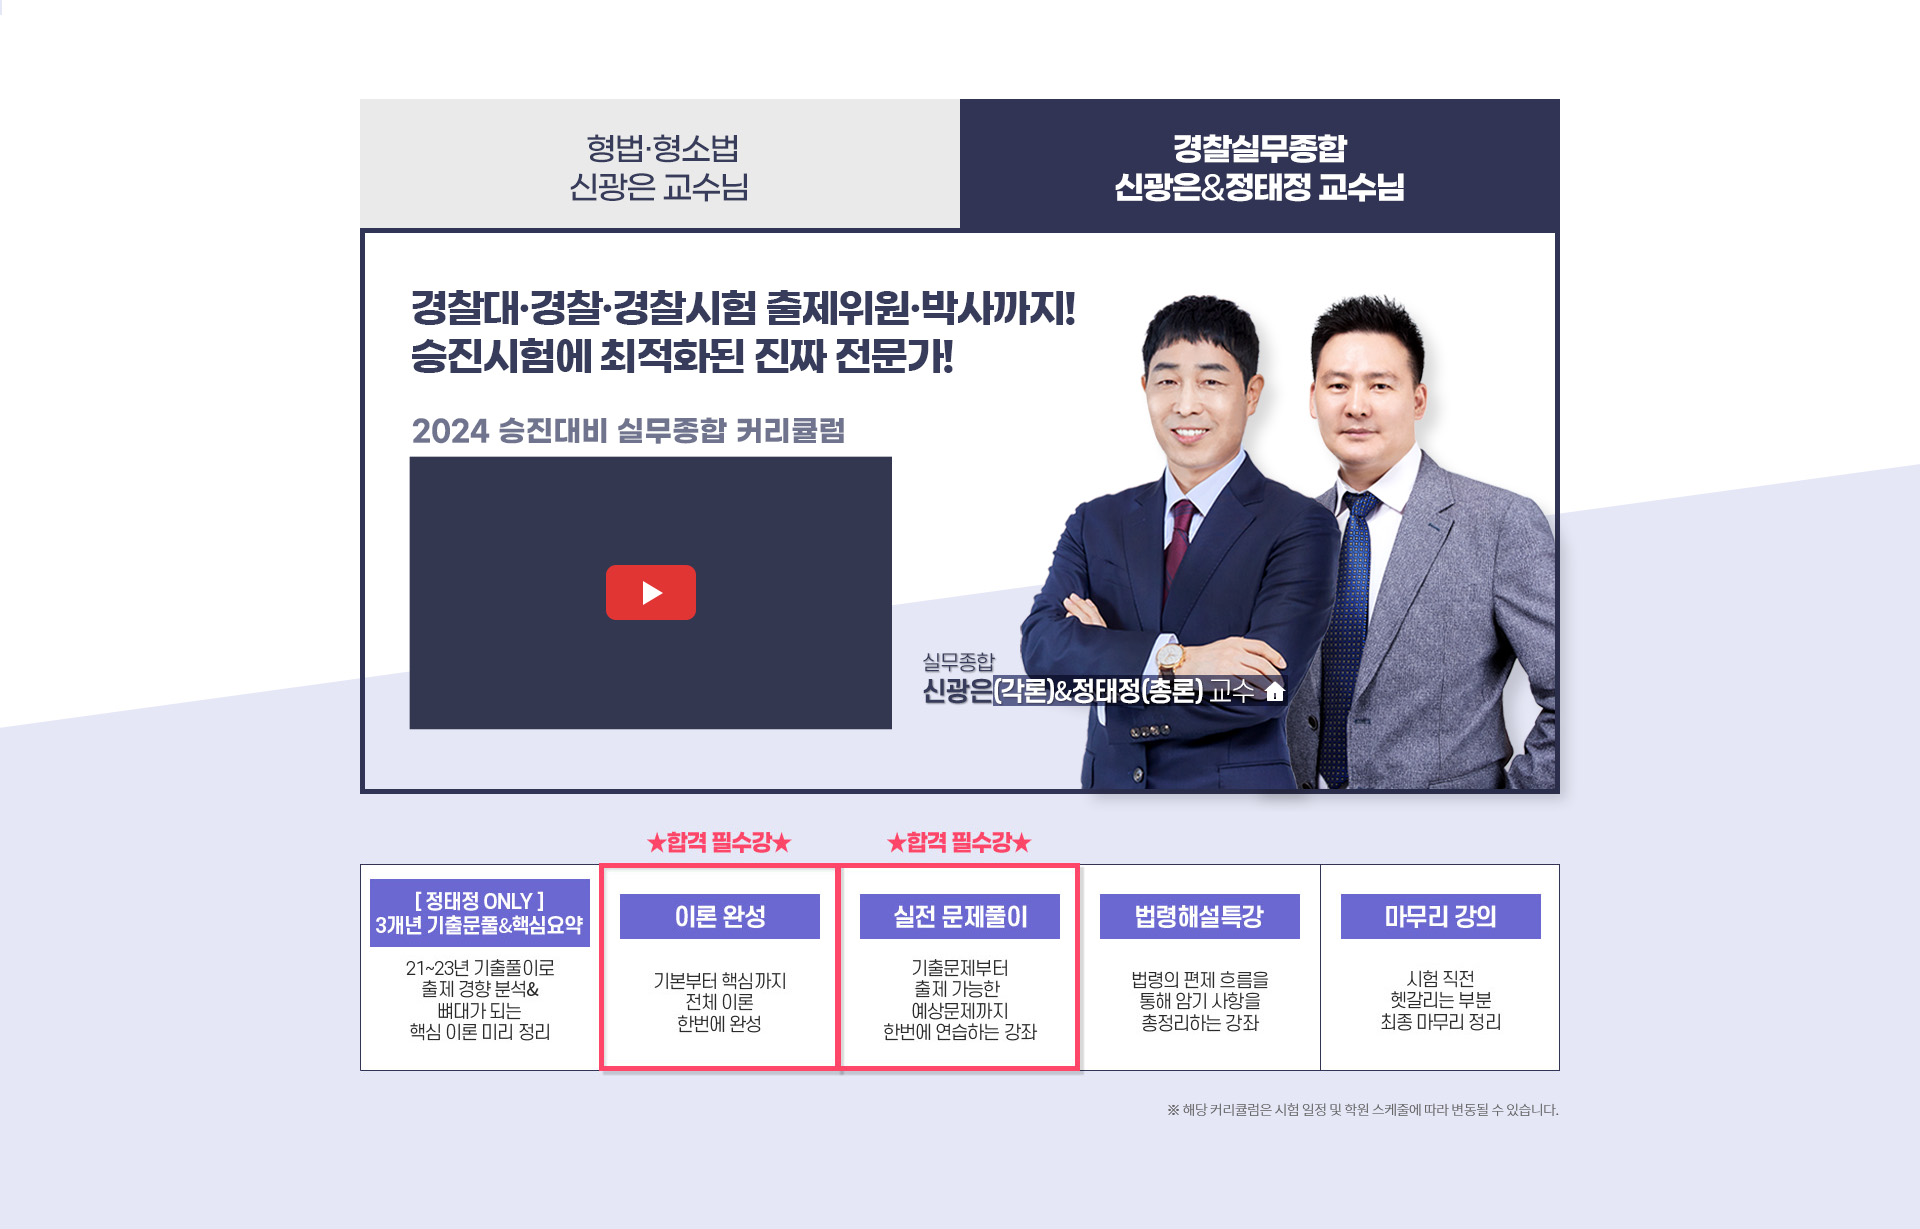 형법·형소법
신광은 교수님
경찰실무종합
신광은&정태정 교수님
경찰대·경찰·경찰시험 출제위원·박사까지!
승진시험에 최적화된 진짜 전문가!
2024 승진대비 실무종합 커리큘럼
실무종합
신광은(각론)&정태정(총론) 교수
★합격 필수강★
★합격 필수강★
[ 정태정 ONLY ]
3개년 기출문풀&핵심요약
21~23년 기출풀이로
출제 경향 분석&
뼈대가 되는
핵심 이론 미리 정리
이론 완성
기본부터 핵심까지
전체 이론
한번에 완성
실전 문제풀이
기출문제부터
출제 가능한
예상문제까지
한번에 연습하는 강좌
법령해설특강
법령의 편제 흐름을
통해 암기 사항을
총정리하는 강좌
마무리 강의
시험 직전
헷갈리는 부분
최종 마무리 정리
※ 해당 커리큘럼은 시험 일정 및 학원 스케줄에 따라 변동될 수 있습니다.